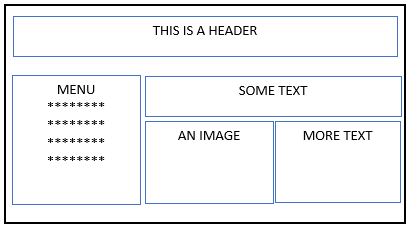 THIS IS A HEADER
MENU
********
********
********
********
SOME TEXT
AN IMAGE
MORE TEXT